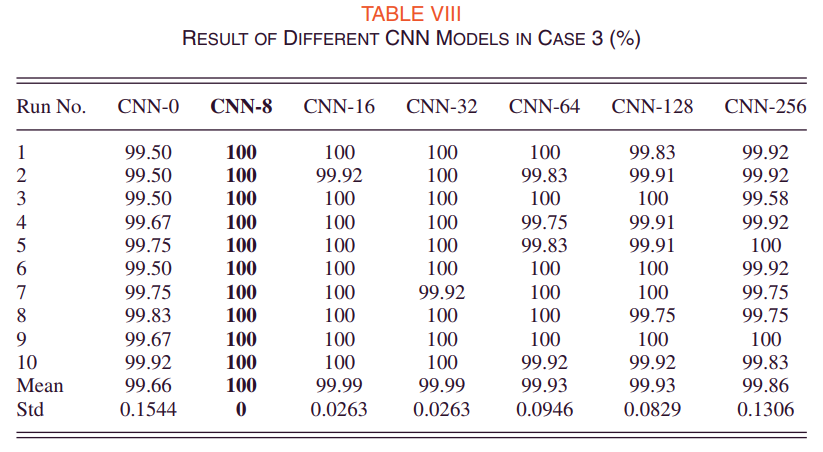 TABLE VIII
RESULT OF DIFFERENT CNN MODELS IN CASE 3 (%)
Run No. CNN-0 CNN-8 CNN-16 CNN-32 CNN-64 CNN-128 CNN-256
1 99.50 100 100 100 100 99.83 99.92
2 99.50 100 99.92 100 99.83 99.91 99.92
3 99.50 100 100 100 100 100 99.58
4 99.67 100 100 100 99.75 99.91 99.92
5 99.75 100 100 100 99.83 99.91 100
6 99.50 100 100 100 100 100 99.92
7 99.75 100 100 99.92 100 100 99.75
8 99.83 100 100 100 100 99.75 99.75
9 99.67 100 100 100 100 100 100
10 99.92 100 100 100 99.92 99.92 99.83
Mean 99.66 100 99.99 99.99 99.93 99.93 99.86
Std 0.1544 0 0.0263 0.0263 0.0946 0.0829 0.1306